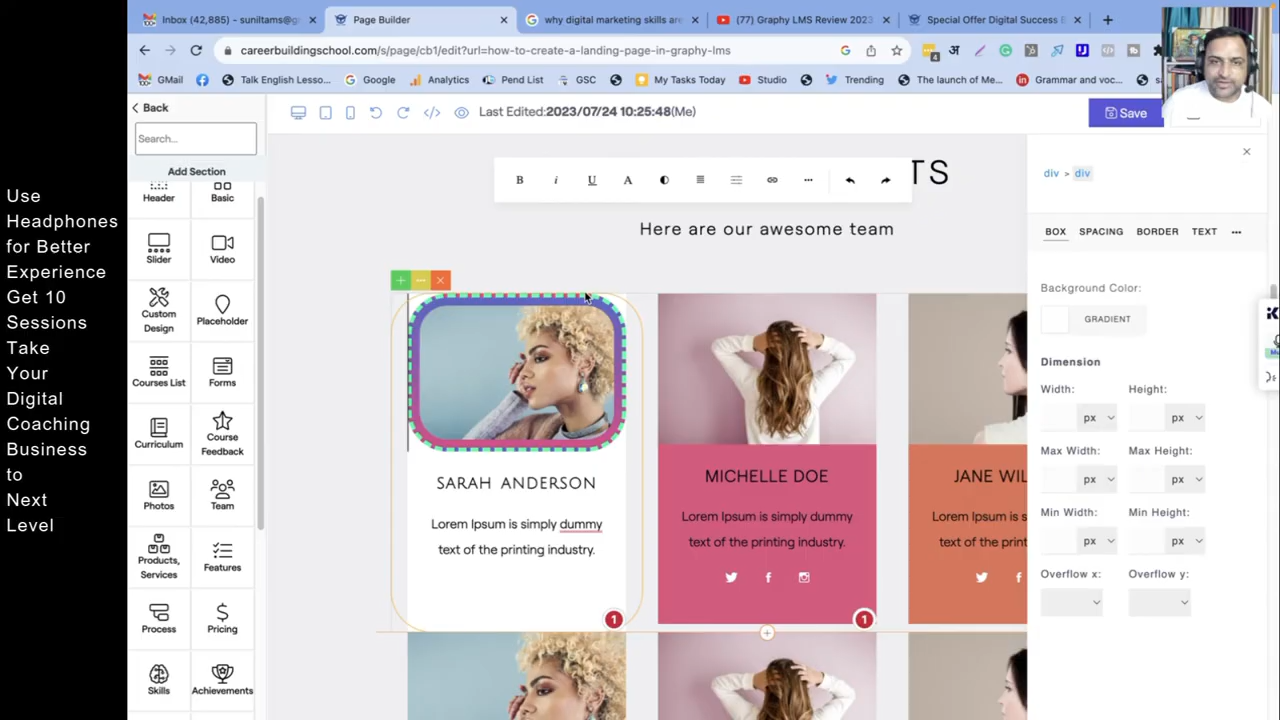 Use
Headphones
for Better
Experience
Get 10
Sessions
Take
Your
Digital
Coaching
Business
to
Next
Level
Inbox (42,885) - suniltams@g
Page Builder
why digital marketing skills are
(77) Graphy LMS Review 2023
Special Offer Digital Success B
careerbuildingschool.com/s/page/cb1/edit?url=how-to-create-a-landing-page-in-graphy-lms
GMail
Talk English Lesso...
Google
Analytics
Pend List
GSC
My Tasks Today
Studio
Trending
The launch of Me...
Grammar and voc...
Back
Last Edited:2023/07/24 10:25:48(Me)
Save
Search...
Add Section
Header
Basic
Slider
Video
Custom
Design
Placeholder
Courses List
Forms
Curriculum
Course
Feedback
Photos
Team
Products,
Services
Features
Process
Pricing
Skills
Achievements
TS
B i U A
Here are our awesome team
SARAH ANDERSON
Lorem Ipsum is simply dummy
text of the printing industry.
1
MICHELLE DOE
Lorem Ipsum is simply dummy
text of the printing industry.
1
JANE WIL
Lorem Ipsum is s
text of the printi
div > div
BOX SPACING BORDER TEXT
Background Color:
GRADIENT
Dimension
Width: Height:
px px
Max Width: Max Height:
px px
Min Width: Min Height:
px px
Overflow x: Overflow y: